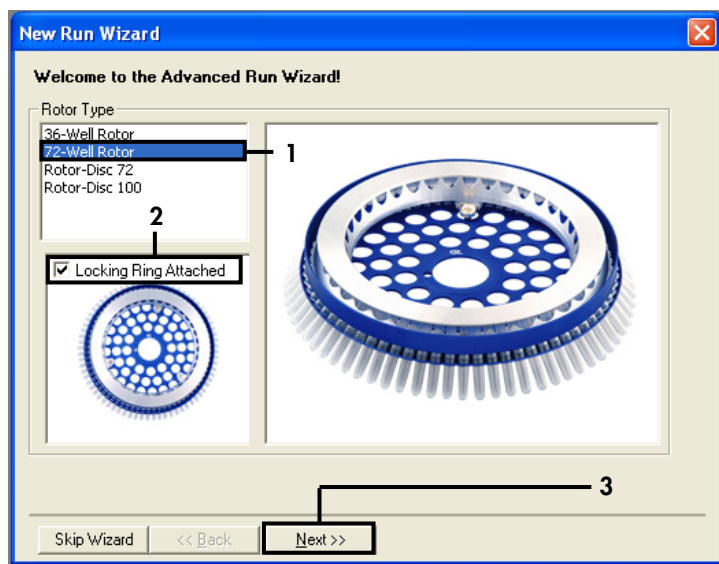 New Run Wizard
Welcome to the Advanced Run Wizard!
Rotor Type
36-Well Rotor
72-Well Rotor
Rotor-Disc 72
Rotor-Disc 100
1
2
Locking Ring Attached
3
Skip Wizard
<< Back
Next >>